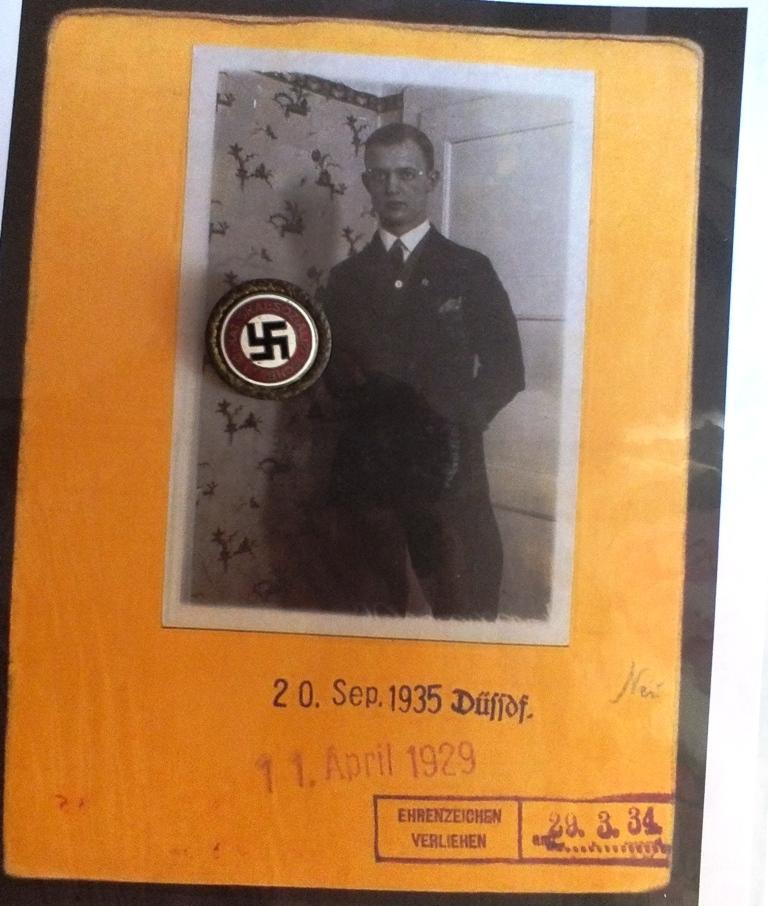 20. Sep. 1935 Düssdf.
11. April 1929
EHRENZEICHEN
VERLIEHEN
29. 3. 34